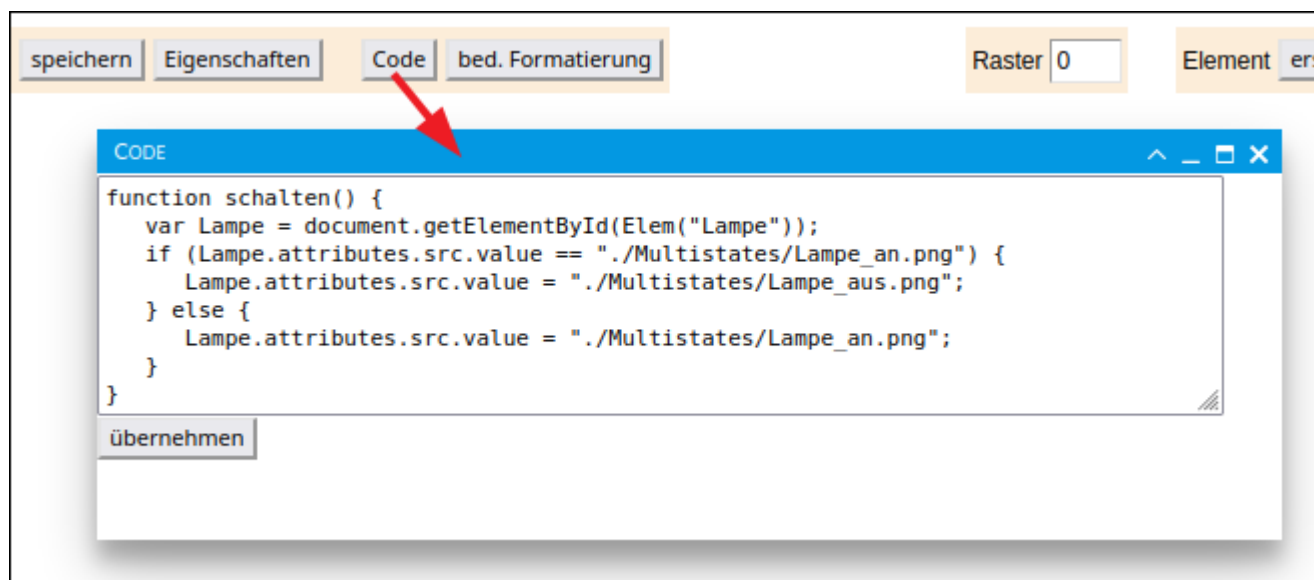 speichern Eigenschaften Code bed. Formatierung Raster 0 Element
CODE
function schalten() {
   var Lampe = document.getElementById(Elem("Lampe"));
   if (Lampe.attributes.src.value == "./Multistates/Lampe_an.png") {
      Lampe.attributes.src.value = "./Multistates/Lampe_aus.png";
   } else {
      Lampe.attributes.src.value = "./Multistates/Lampe_an.png";
   }
}
übernehmen